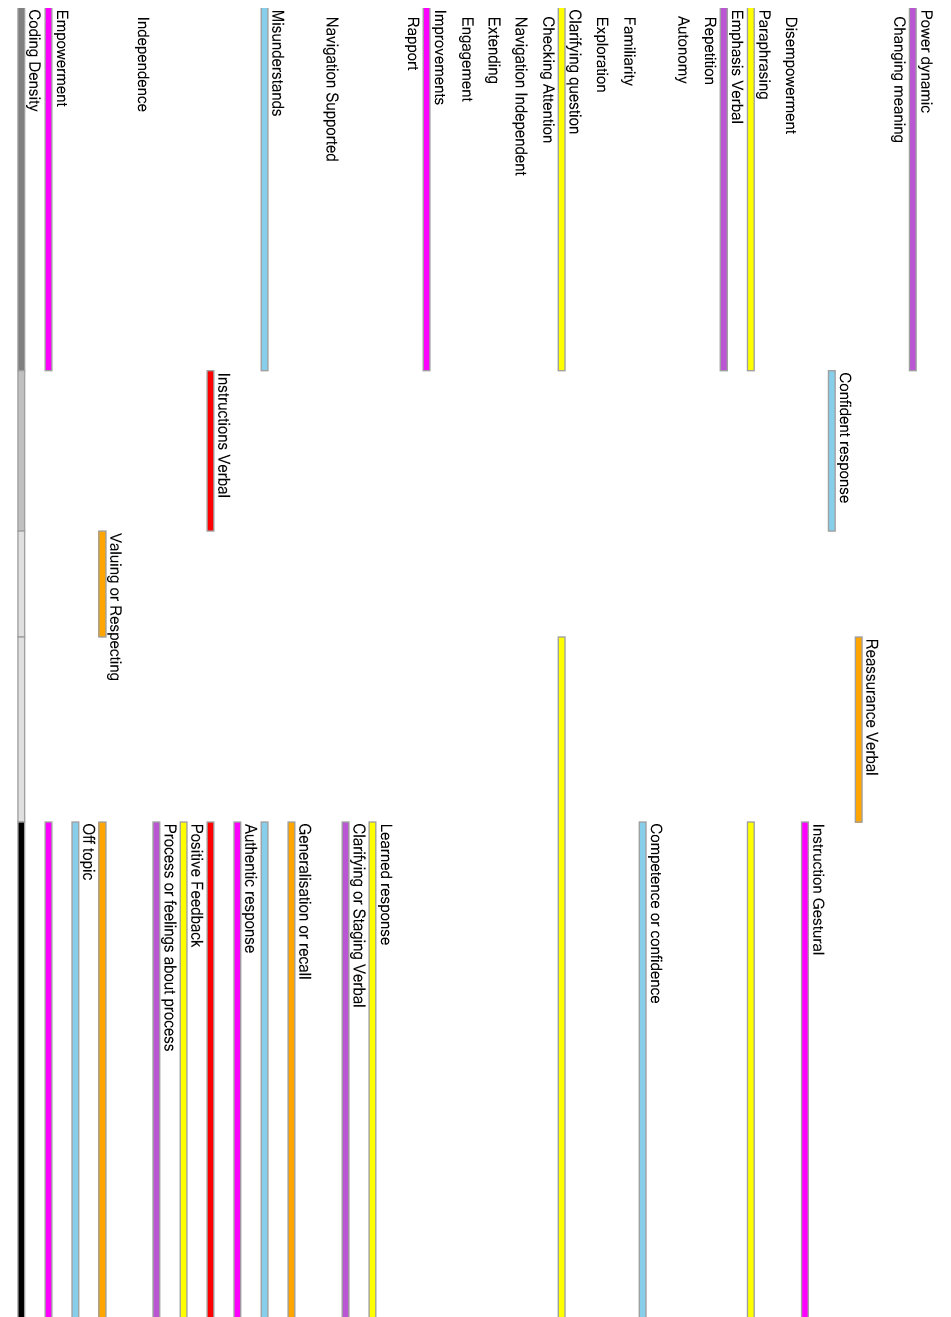 Coding Density
Empowerment
Off topic
Valuing or Respecting
Independence
Process or feelings about process
Positive Feedback
Instructions Verbal
Authentic response
Misunderstands
Generalisation or recall
Navigation Supported
Clarifying or Staging Verbal
Learned response
Rapport
Improvements
Engagement
Extending
Navigation Independent
Checking Attention
Clarifying question
Exploration
Familiarity
Competence or confidence
Autonomy
Repetition
Emphasis Verbal
Paraphrasing
Disempowerment
Instruction Gestural
Confident response
Reassurance Verbal
Changing meaning
Power dynamic